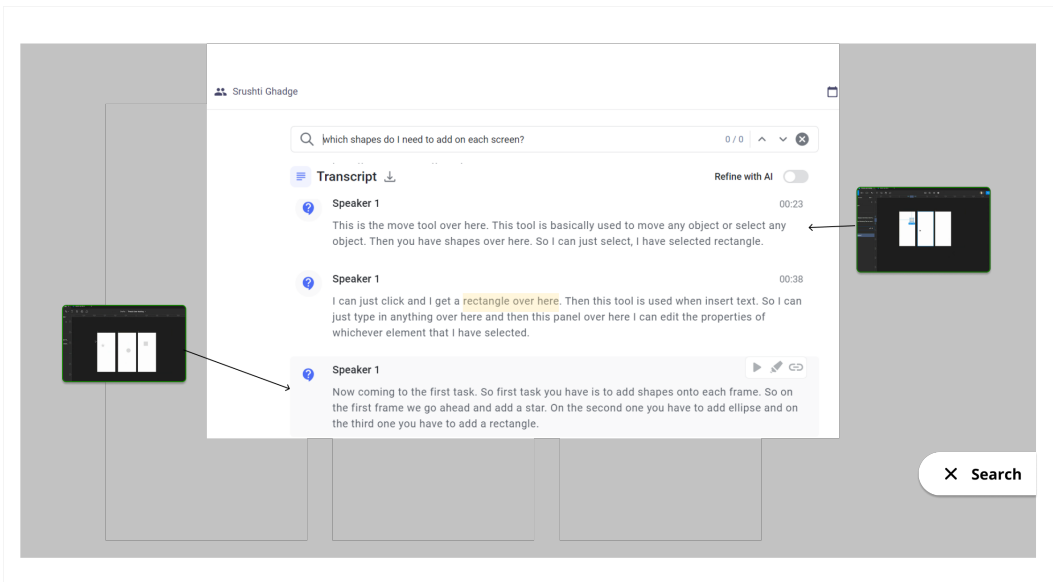 Srushti Ghadge
which shapes do I need to add on each screen?
0 / 0
Transcript
Refine with AI
Speaker 1
00:23
This is the move tool over here. This tool is basically used to move any object or select any
object. Then you have shapes over here. So I can just select, I have selected rectangle.
Speaker 1
00:38
I can just click and I get a rectangle over here. Then this tool is used when insert text. So I can
just type in anything over here and then this panel over here I can edit the properties of
whichever element that I have selected.
Speaker 1
Now coming to the first task. So first task you have is to add shapes onto each frame. So on
the first frame we go ahead and add a star. On the second one you have to add ellipse and on
the third one you have to add a rectangle.
Search